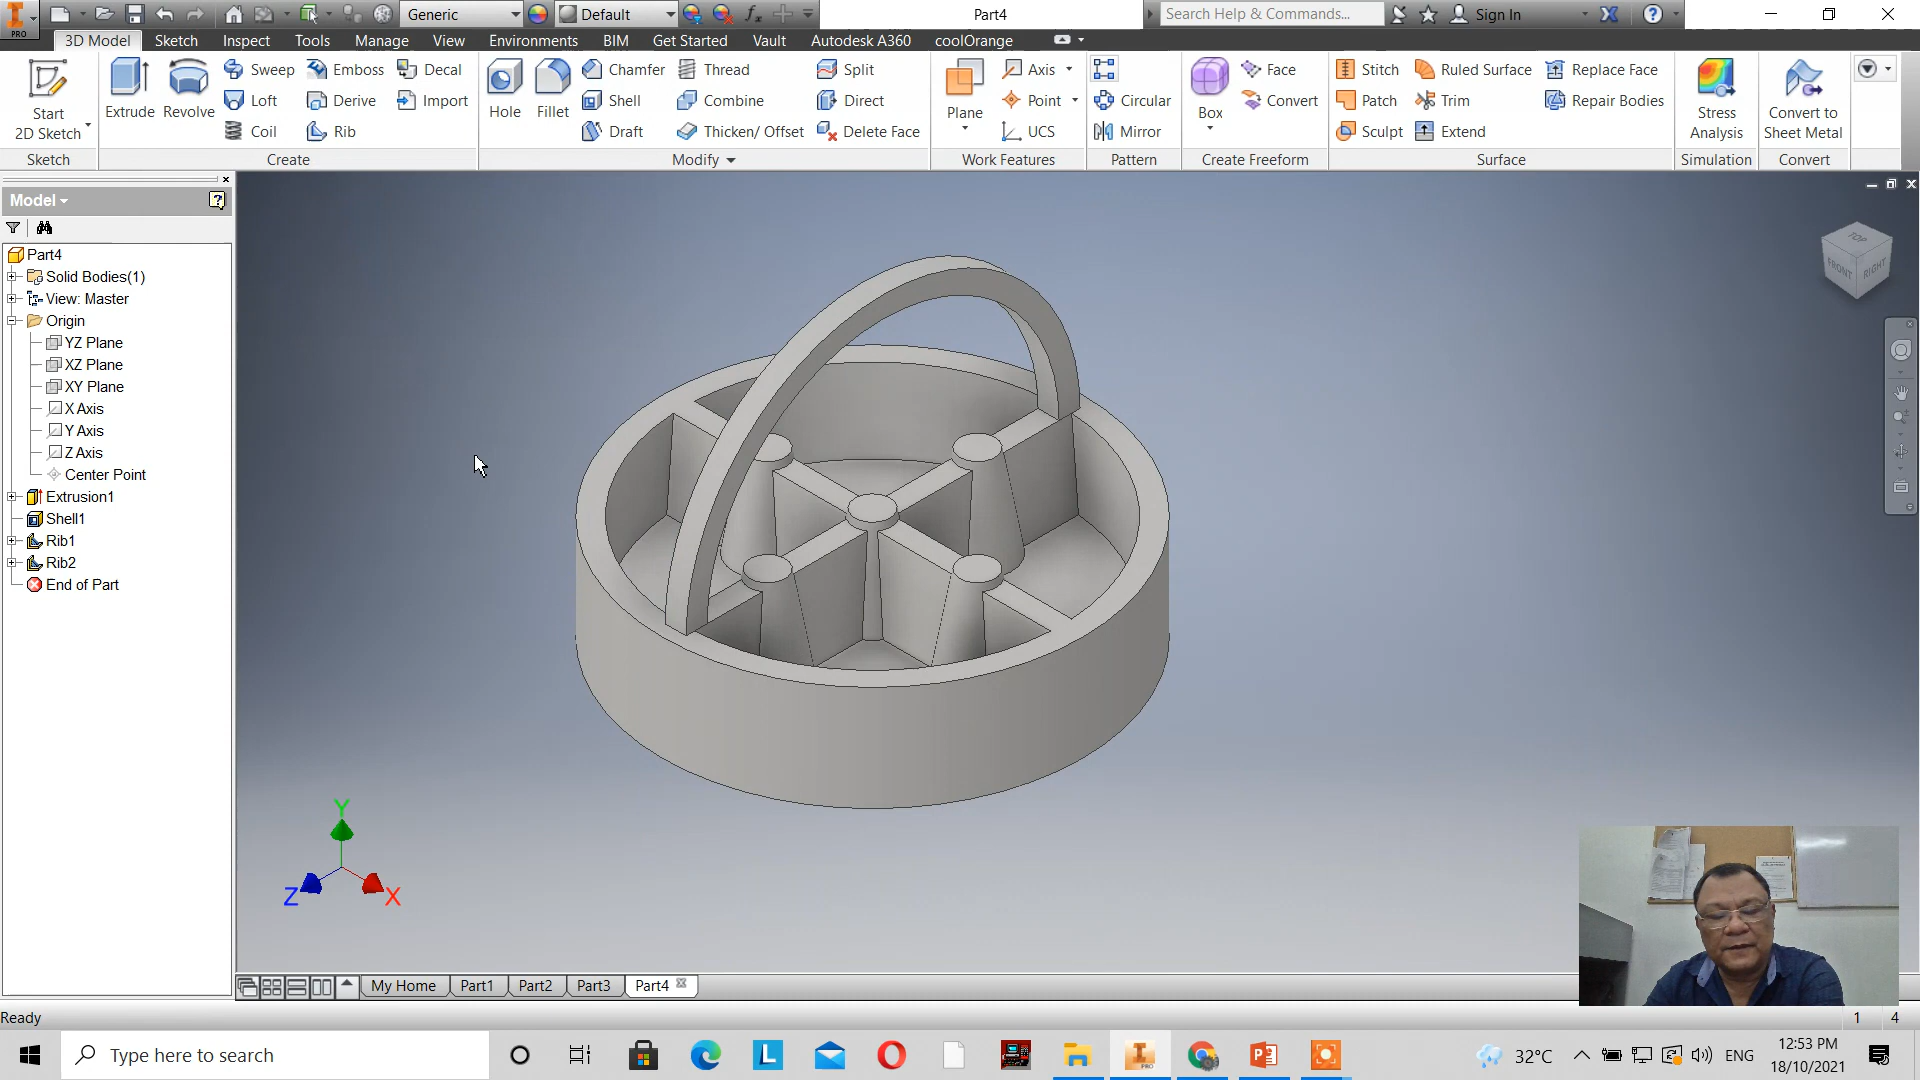 PRO
Generic
Default
Part4
Search Help & Commands...
Sign In
3D Model Sketch Inspect Tools Manage View Environments BIM Get Started Vault Autodesk A360 coolOrange
Start
2D Sketch
Sketch
Extrude
Revolve
Sweep
Loft
Coil
Emboss
Derive
Rib
Decal
Import
Create
Hole
Fillet
Chamfer
Shell
Draft
Thread
Combine
Thicken/ Offset
Split
Direct
Delete Face
Modify
Plane
Axis
Point
UCS
Work Features
Circular
Mirror
Pattern
Box
Face
Convert
Create Freeform
Stitch
Patch
Sculpt
Ruled Surface
Trim
Extend
Replace Face
Repair Bodies
Surface
Stress
Analysis
Simulation
Convert to
Sheet Metal
Convert
Model
Part4
Solid Bodies(1)
View: Master
Origin
YZ Plane
XZ Plane
XY Plane
X Axis
Y Axis
Z Axis
Center Point
Extrusion1
Shell1
Rib1
Rib2
End of Part
TOP
FRONT
RIGHT
Y
Z
X
My Home Part1 Part2 Part3 Part4
Ready
1 4
Type here to search
32°C
ENG
12:53 PM
18/10/2021